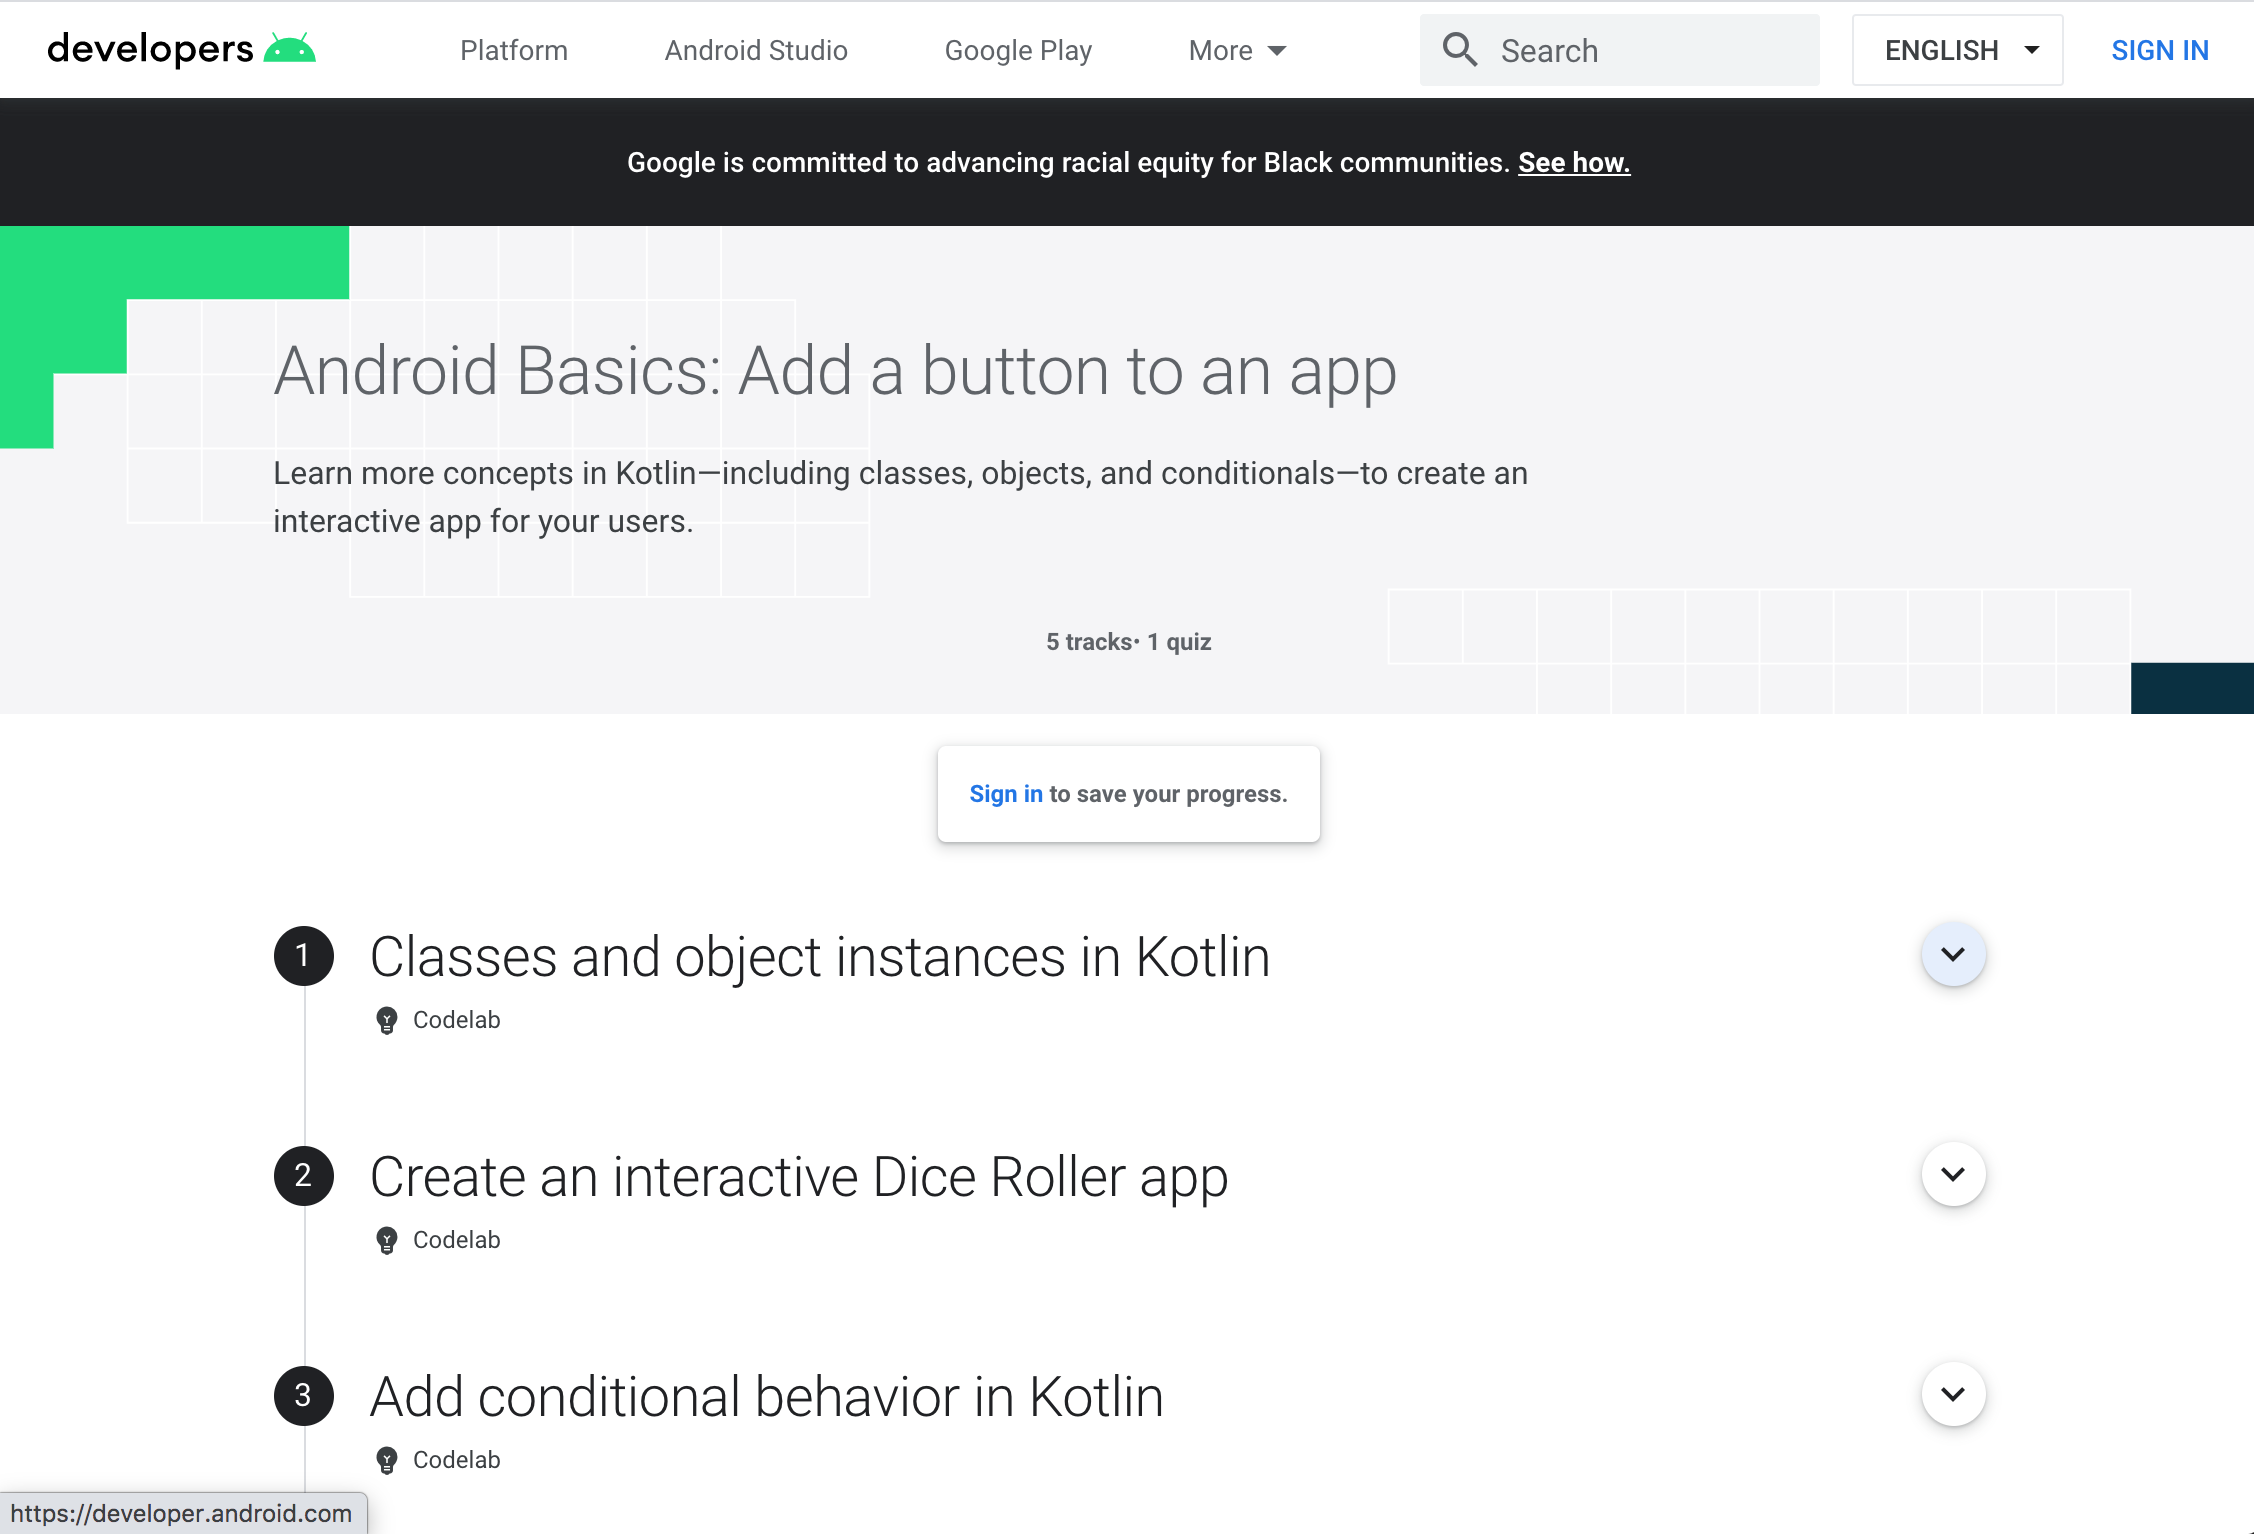 developers
Platform
Android Studio
Google Play
More
Search
ENGLISH
SIGN IN
Google is committed to advancing racial equity for Black communities. See how.
Android Basics: Add a button to an app
Learn more concepts in Kotlin—including classes, objects, and conditionals—to create an
interactive app for your users.
5 tracks• 1 quiz
Sign in to save your progress.
1 Classes and object instances in Kotlin
Codelab
2 Create an interactive Dice Roller app
Codelab
3 Add conditional behavior in Kotlin
Codelab
https://developer.android.com